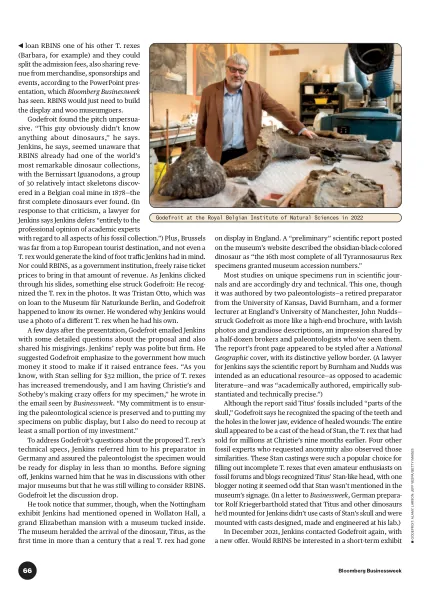 ◀ loan RBINS one of his other T. rexes
(Barbara, for example) and they could
split the admission fees, also sharing reve-
nue from merchandise, sponsorships and
events, according to the PowerPoint pres-
entation, which Bloomberg Businessweek
has seen. RBINS would just need to build
the display and woo museumgoers.
Godefroit found the pitch unpersua-
sive. “This guy obviously didn’t know
anything about dinosaurs,” he says.
Jenkins, he says, seemed unaware that
RBINS already had one of the world’s
most remarkable dinosaur collections,
with the Bernissart Iguanodons, a group
of 30 relatively intact skeletons discov-
ered in a Belgian coal mine in 1878—the
first complete dinosaurs ever found. (In
response to that criticism, a lawyer for
Jenkins says Jenkins defers “entirely to the
professional opinion of academic experts
with regard to all aspects of his fossil collection.”) Plus, Brussels
was far from a top European tourist destination, and not even a
T. rex would generate the kind of foot traffic Jenkins had in mind.
Nor could RBINS, as a government institution, freely raise ticket
prices to bring in that amount of revenue. As Jenkins clicked
through his slides, something else struck Godefroit: He recog-
nized the T. rex in the photos. It was Tristan Otto, which was
on loan to the Museum für Naturkunde Berlin, and Godefroit
happened to know its owner. He wondered why Jenkins would
use a photo of a different T. rex when he had his own.
A few days after the presentation, Godefroit emailed Jenkins
with some detailed questions about the proposal and also
shared his misgivings. Jenkins’ reply was polite but firm. He
suggested Godefroit emphasize to the government how much
money it stood to make if it raised entrance fees. “As you
know, with Stan selling for $32 million, the price of T. rexes
has increased tremendously, and I am having Christie’s and
Sotheby’s making crazy offers for my specimen,” he wrote in
the email seen by Businessweek. “My commitment is to ensur-
ing the paleontological science is preserved and to putting my
specimens on public display, but I also do need to recoup at
least a small portion of my investment.”
To address Godefroit’s questions about the proposed T. rex’s
technical specs, Jenkins referred him to his preparator in
Germany and assured the paleontologist the specimen would
be ready for display in less than 10 months. Before signing
off, Jenkins warned him that he was in discussions with other
major museums but that he was still willing to consider RBINS.
Godefroit let the discussion drop.
He took notice that summer, though, when the Nottingham
exhibit Jenkins had mentioned opened in Wollaton Hall, a
grand Elizabethan mansion with a museum tucked inside.
The museum heralded the arrival of the dinosaur, Titus, as the
first time in more than a century that a real T. rex had gone
Godefroit at the Royal Belgian Institute of Natural Sciences in 2022
on display in England. A “preliminary” scientific report posted
on the museum’s website described the obsidian-black-colored
dinosaur as “the 16th most complete of all Tyrannosaurus Rex
specimens granted museum accession numbers.”
Most studies on unique specimens run in scientific jour-
nals and are accordingly dry and technical. This one, though
it was authored by two paleontologists—a retired preparator
from the University of Kansas, David Burnham, and a former
lecturer at England’s University of Manchester, John Nudds—
struck Godefroit as more like a high-end brochure, with lavish
photos and grandiose descriptions, an impression shared by
a half-dozen brokers and paleontologists who’ve seen them.
The report’s front page appeared to be styled after a National
Geographic cover, with its distinctive yellow border. (A lawyer
for Jenkins says the scientific report by Burnham and Nudds was
intended as an educational resource—as opposed to academic
literature—and was “academically authored, empirically sub-
stantiated and technically precise.”)
Although the report said Titus’ fossils included “parts of the
skull,” Godefroit says he recognized the spacing of the teeth and
the holes in the lower jaw, evidence of healed wounds: The entire
skull appeared to be a cast of the head of Stan, the T. rex that
had sold for millions at Christie’s nine months earlier. Four other
fossil experts who requested anonymity also observed those
similarities. These Stan castings were such a popular choice for
filling out incomplete T. rexes that even amateur enthusiasts on
fossil forums and blogs recognized Titus’ Stan-like head, with one
blogger noting it seemed odd that Stan wasn’t mentioned in the
museum’s signage. (In a letter to Businessweek, German prepara-
tor Rolf Kriegerbarthold stated that Titus and other dinosaurs
he’d mounted for Jenkins didn’t use casts of Stan’s skull and were
mounted with casts designed, made and engineered at his lab.)
In December 2021, Jenkins contacted Godefroit again, with
a new offer. Would RBINS be interested in a short-term exhibit
66
Bloomberg Businessweek